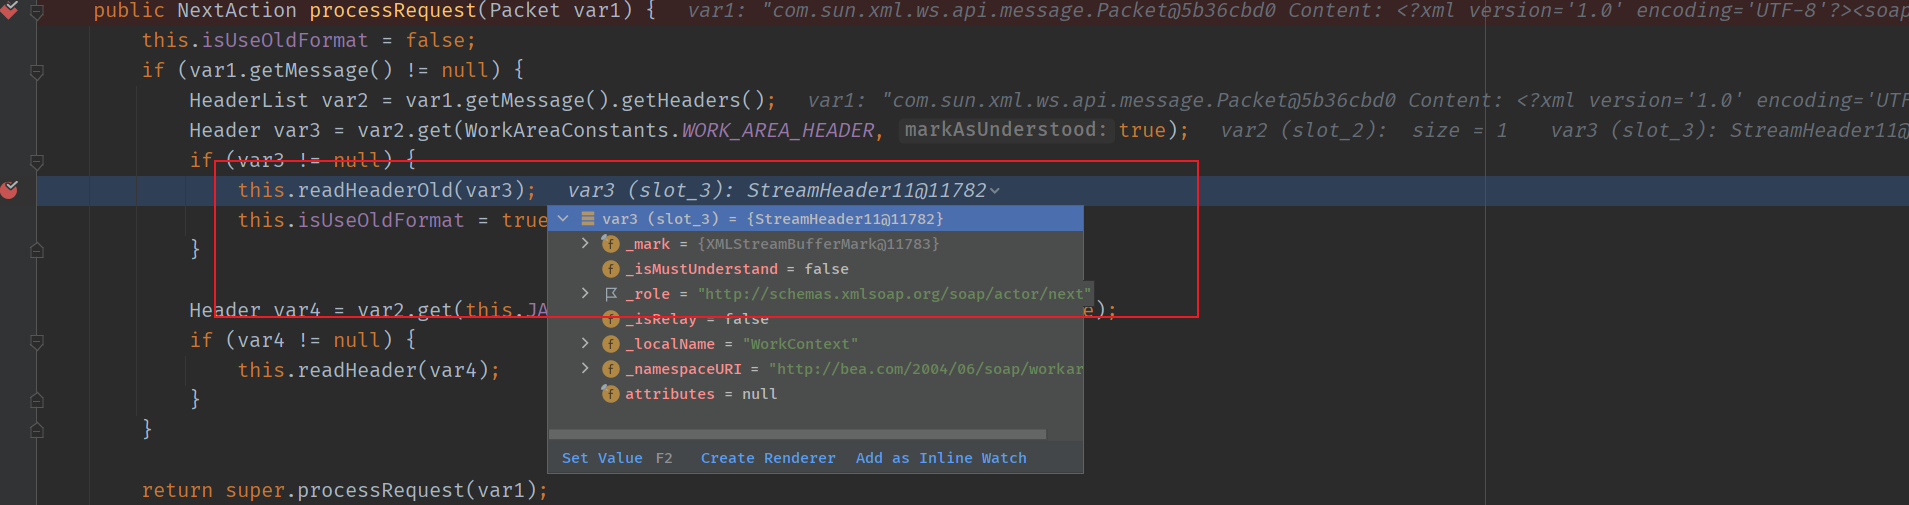 public NextAction processRequest(Packet var1) {   var1: "com.sun.xml.ws.api.message.Packet@5b36cbd0 Content: <?xml version='1.0' encoding='UTF-8'?><soap
this.isUseOldFormat = false;
if (var1.getMessage() != null) {
HeaderList var2 = var1.getMessage().getHeaders();   var1: "com.sun.xml.ws.api.message.Packet@5b36cbd0 Content: <?xml version='1.0' encoding='UTF
Header var3 = var2.get(WorkAreaConstants.WORK_AREA_HEADER, markAsUnderstood: true);   var2 (slot_2):  size = 1   var3 (slot_3): StreamHeader11@
if (var3 != null) {
this.readHeaderOld(var3);   var3 (slot_3): StreamHeader11@11782
this.isUseOldFormat = true
var3 (slot_3) = {StreamHeader11@11782}
_mark = {XMLStreamBufferMark@11783}
_isMustUnderstand = false
_role = "http://schemas.xmlsoap.org/soap/actor/next"
_isRelay = false
_localName = "WorkContext"
_namespaceURI = "http://bea.com/2004/06/soap/workar
attributes = null
Set Value F2   Create Renderer   Add as Inline Watch
}
Header var4 = var2.get(this.JA e);
if (var4 != null) {
this.readHeader(var4);
}
}
return super.processRequest(var1);